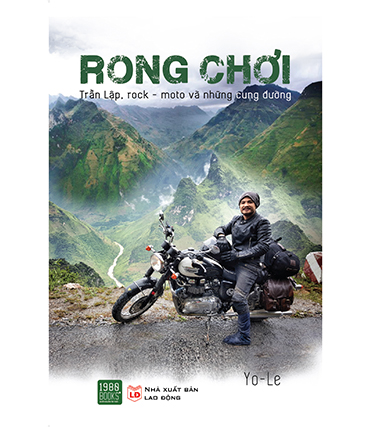 RONG CHƠI
Trần Lập, rock - moto và những cung đường
Yo-Le
1980
BOOKS
LĐ
NHÀ XUẤT BẢN
LAO ĐỘNG